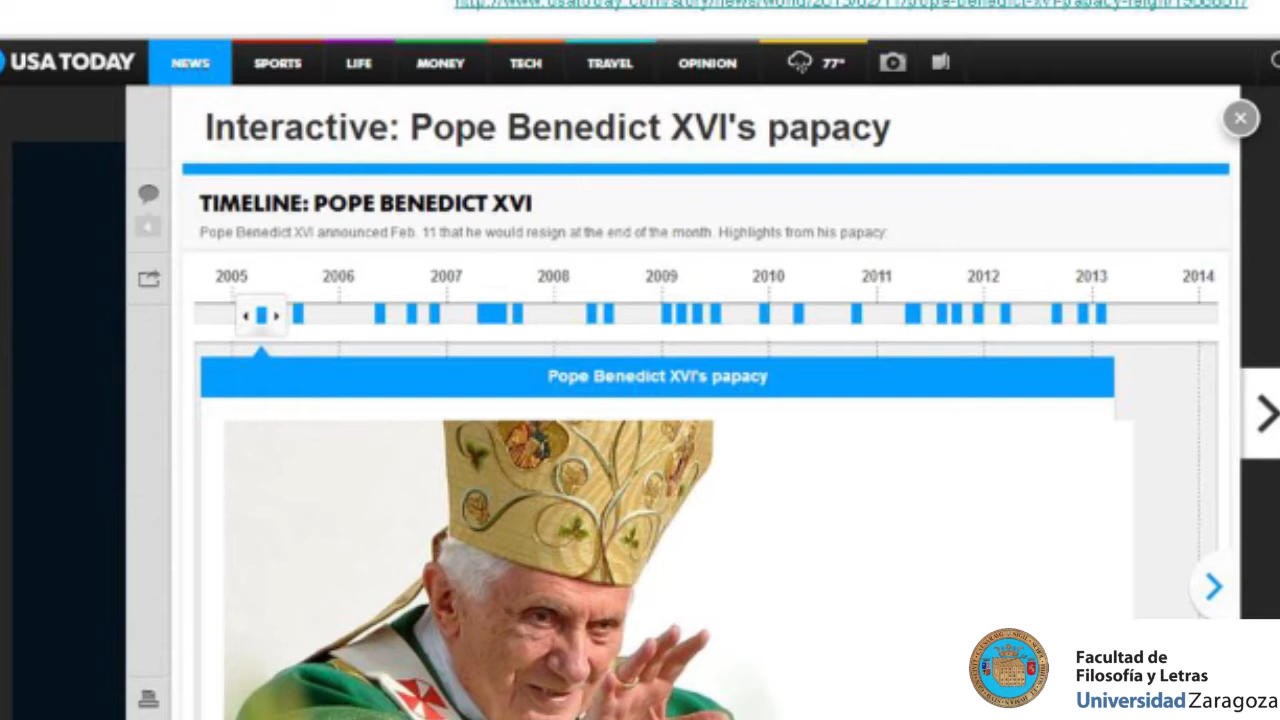 USA TODAY
NEWS SPORTS LIFE MONEY TECH TRAVEL OPINION 77°
Interactive: Pope Benedict XVI's papacy
TIMELINE: POPE BENEDICT XVI
Pope Benedict XVI announced Feb. 11 that he would resign at the end of the month. Highlights from his papacy:
2005 2006 2007 2008 2009 2010 2011 2012 2013 2014
Pope Benedict XVI's papacy
Facultad de
Filosofía y Letras
Universidad Zaragoza